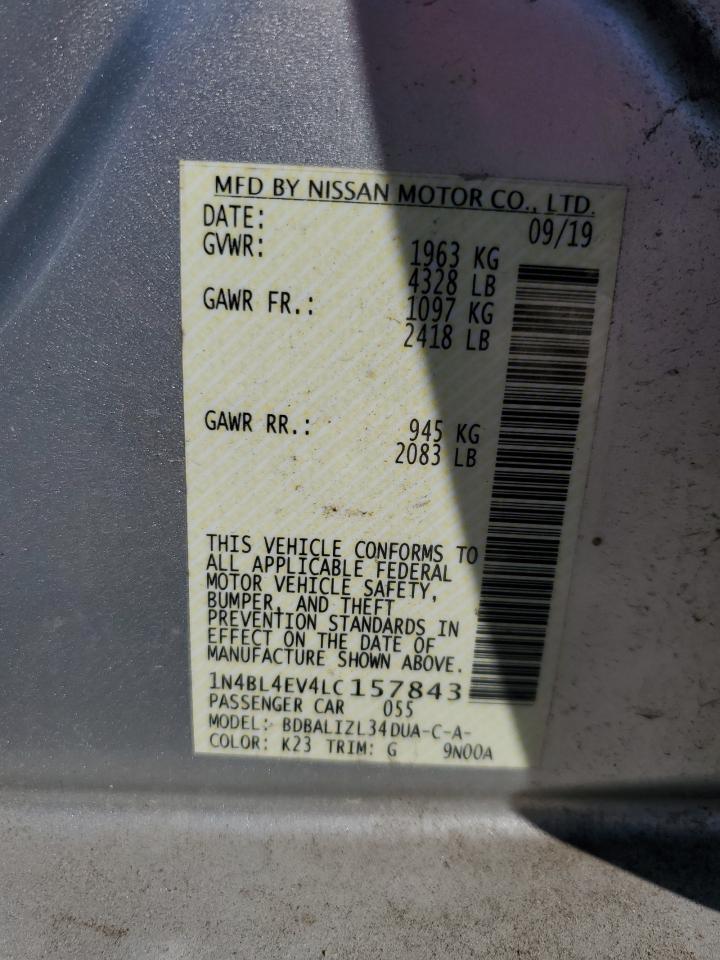 MFD BY NISSAN MOTOR CO., LTD.
DATE: 09/19
GVWR: 1963 KG
4328 LB
GAWR FR.: 1097 KG
2418 LB
GAWR RR.: 945 KG
2083 LB
THIS VEHICLE CONFORMS TO
ALL APPLICABLE FEDERAL
MOTOR VEHICLE SAFETY,
BUMPER, AND THEFT
PREVENTION STANDARDS IN
EFFECT ON THE DATE OF
MANUFACTURE SHOWN ABOVE.
1N4BL4EV4LC157843
PASSENGER CAR 055
MODEL: BDBALIZL34DUA-C-A-
COLOR: K23 TRIM: G 9N00A